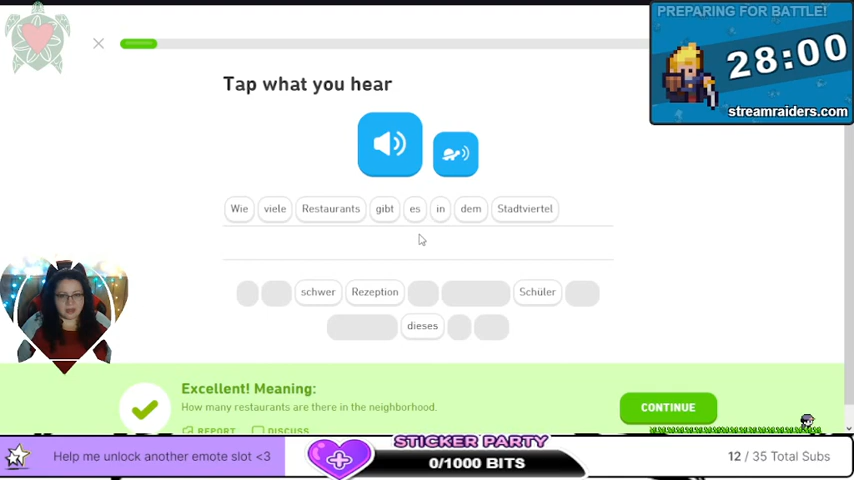 PREPARING FOR BATTLE!
28:00
streamraiders.com
Tap what you hear
Wie viele Restaurants gibt es in dem Stadtviertel
schwer Rezeption Schüler
dieses
Excellent! Meaning:
How many restaurants are there in the neighborhood.
REPORT DISCUSS
CONTINUE
Help me unlock another emote slot <3
STICKER PARTY
0/1000 BITS
12 / 35 Total Subs